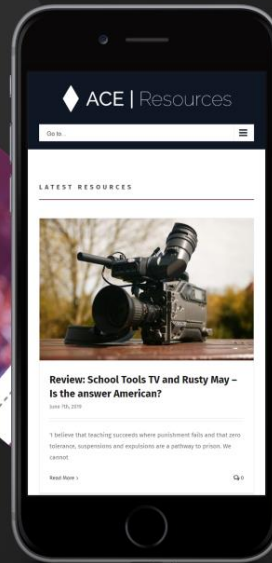 ACE | Resources
Go to...
LATEST RESOURCES
Review: School Tools TV and Rusty May –
Is the answer American?
June 7th, 2019
'I believe that teaching succeeds where punishment fails and that zero
tolerance, suspensions and expulsions are a pathway to prison. We
cannot
Read More >
0